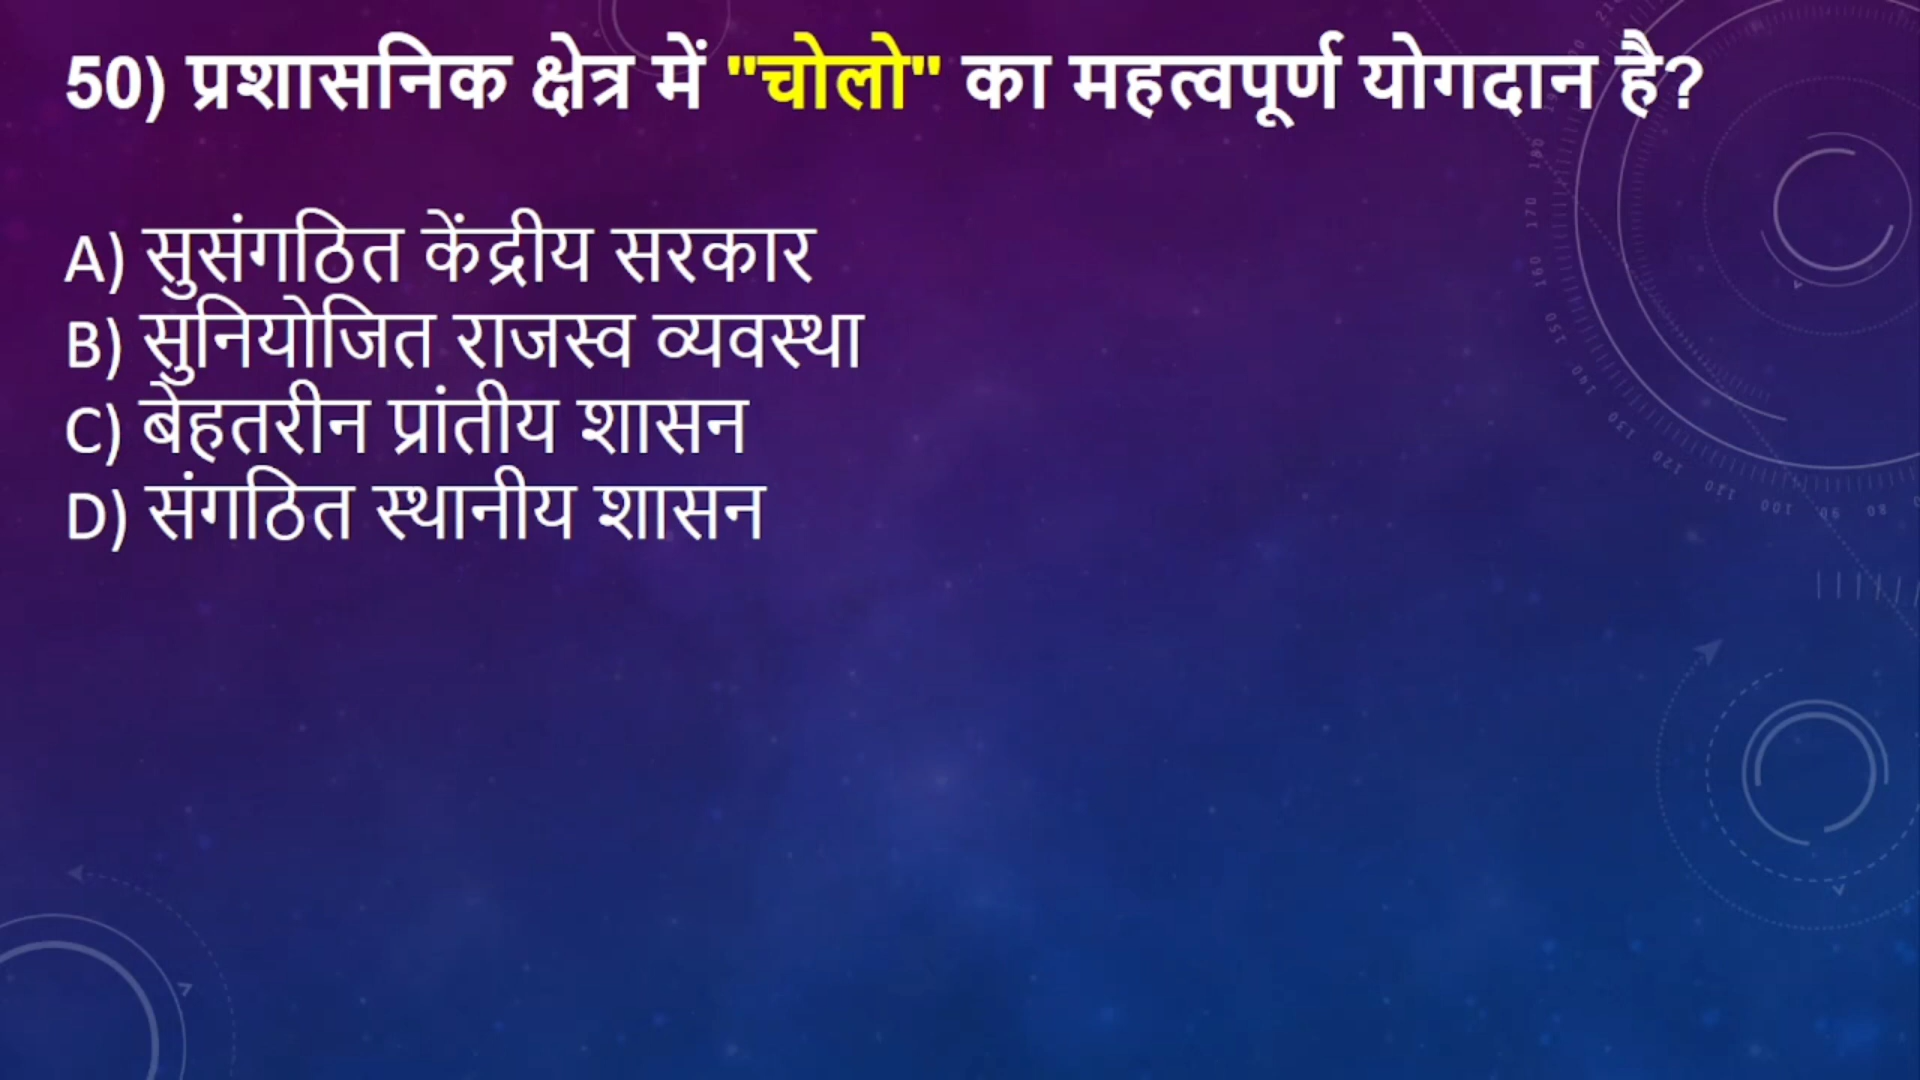 50) प्रशासनिक क्षेत्र में "चोलो" का महत्वपूर्ण योगदान है?
A) सुसंगठित केंद्रीय सरकार
B) सुनियोजित राजस्व व्यवस्था
C) बेहतरीन प्रांतीय शासन
D) संगठित स्थानीय शासन